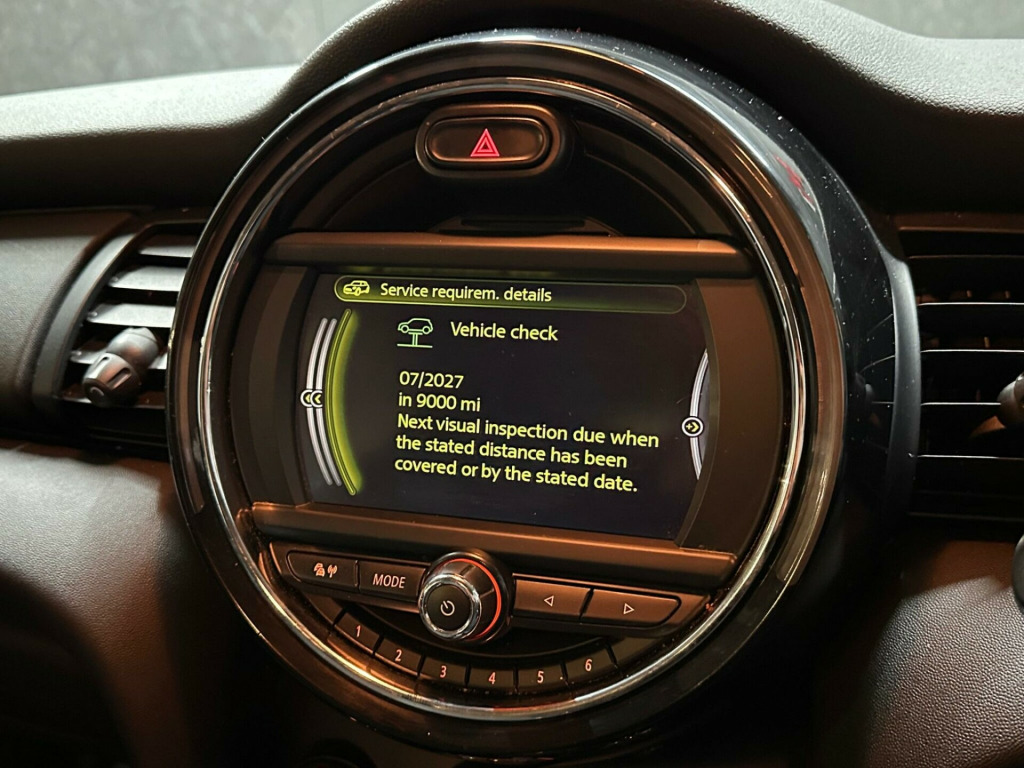 Service requirem. details
Vehicle check
07/2027
in 9000 mi
Next visual inspection due when
the stated distance has been
covered or by the stated date.
MODE
1 2 3 4 5 6